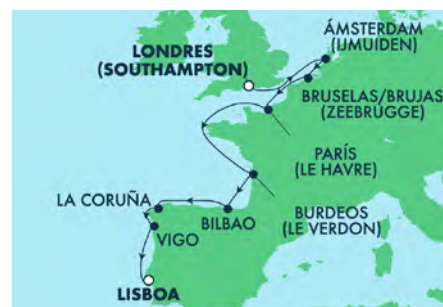 LONDRES
(SOUTHAMPTON)
ÁMSTERDAM
(IJMUIDEN)
BRUSELAS/BRUJAS
(ZEEBRUGGE)
PARÍS
(LE HAVRE)
BURDEOS
(LE VERDON)
LA CORUÑA
BILBAO
VIGO
LISBOA